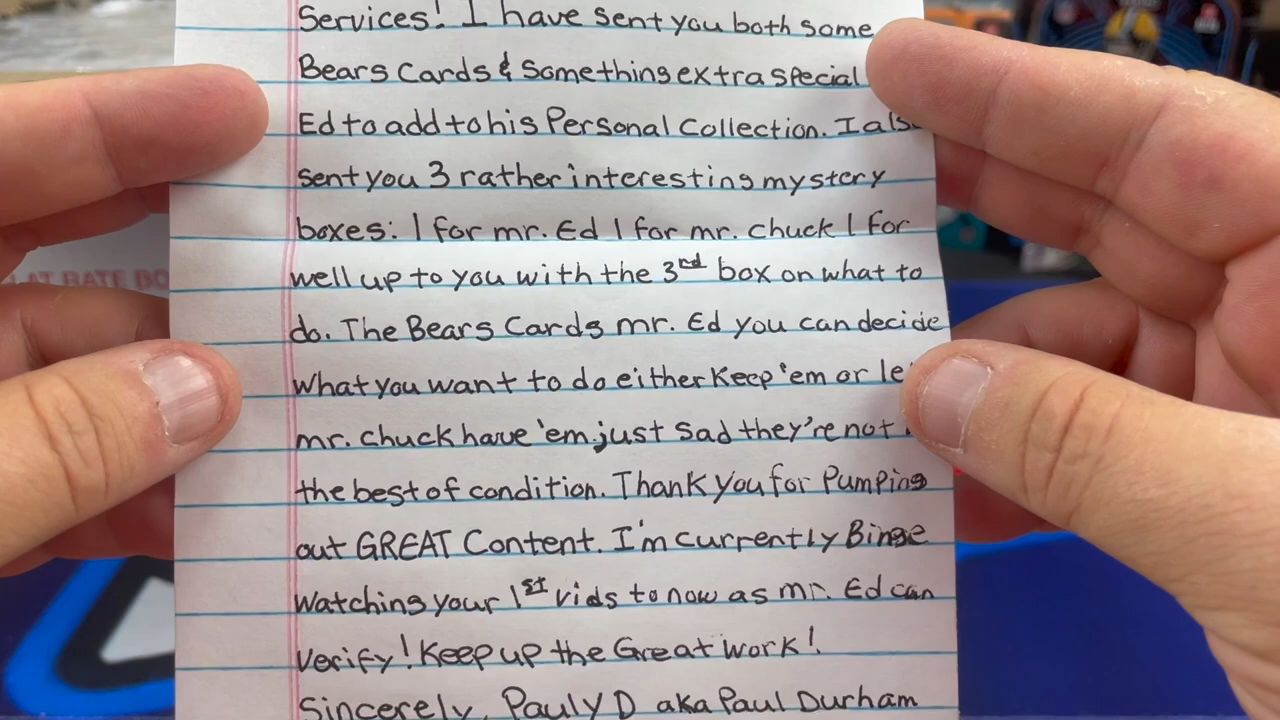 Services! I have sent you both some
Bears Cards & Something extra special
Ed to add to his Personal Collection. I als
sent you 3 rather interesting mystery
boxes: 1 for mr. Ed 1 for mr. chuck 1 for
well up to you with the 3rd box on what to
do. The Bears Cards mr. Ed you can decide
what you want to do either Keep 'em or le
mr. chuck have 'em just Sad they're not
the best of condition. Thank you for Pumping
out GREAT Content. I'm currently Binge
Watching your 1st vids to now as mr. Ed can
Verify! Keep up the Great Work!
Sincerely, Pauly D aka Paul Durham
LAT RATE BO